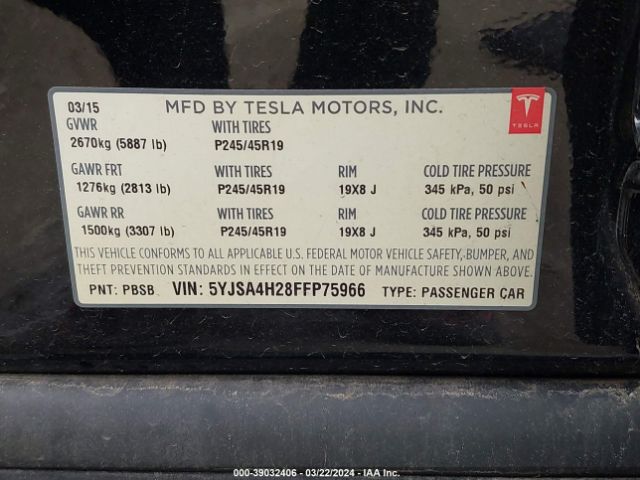 03/15 MFD BY TESLA MOTORS, INC.
TESLA
GVWR WITH TIRES
2670kg (5887 lb) P245/45R19
GAWR FRT WITH TIRES RIM COLD TIRE PRESSURE
1276kg (2813 lb) P245/45R19 19X8 J 345 kPa, 50 psi
GAWR RR WITH TIRES RIM COLD TIRE PRESSURE
1500kg (3307 lb) P245/45R19 19X8 J 345 kPa, 50 psi
THIS VEHICLE CONFORMS TO ALL APPLICABLE U.S. FEDERAL MOTOR VEHICLE SAFETY, BUMPER, AND
THEFT PREVENTION STANDARDS IN EFFECT ON THE DATE OF MANUFACTURE SHOWN ABOVE.
PNT: PBSB VIN: 5YJSA4H28FFP75966 TYPE: PASSENGER CAR
000-39032406 - 03/22/2024 - IAA Inc.